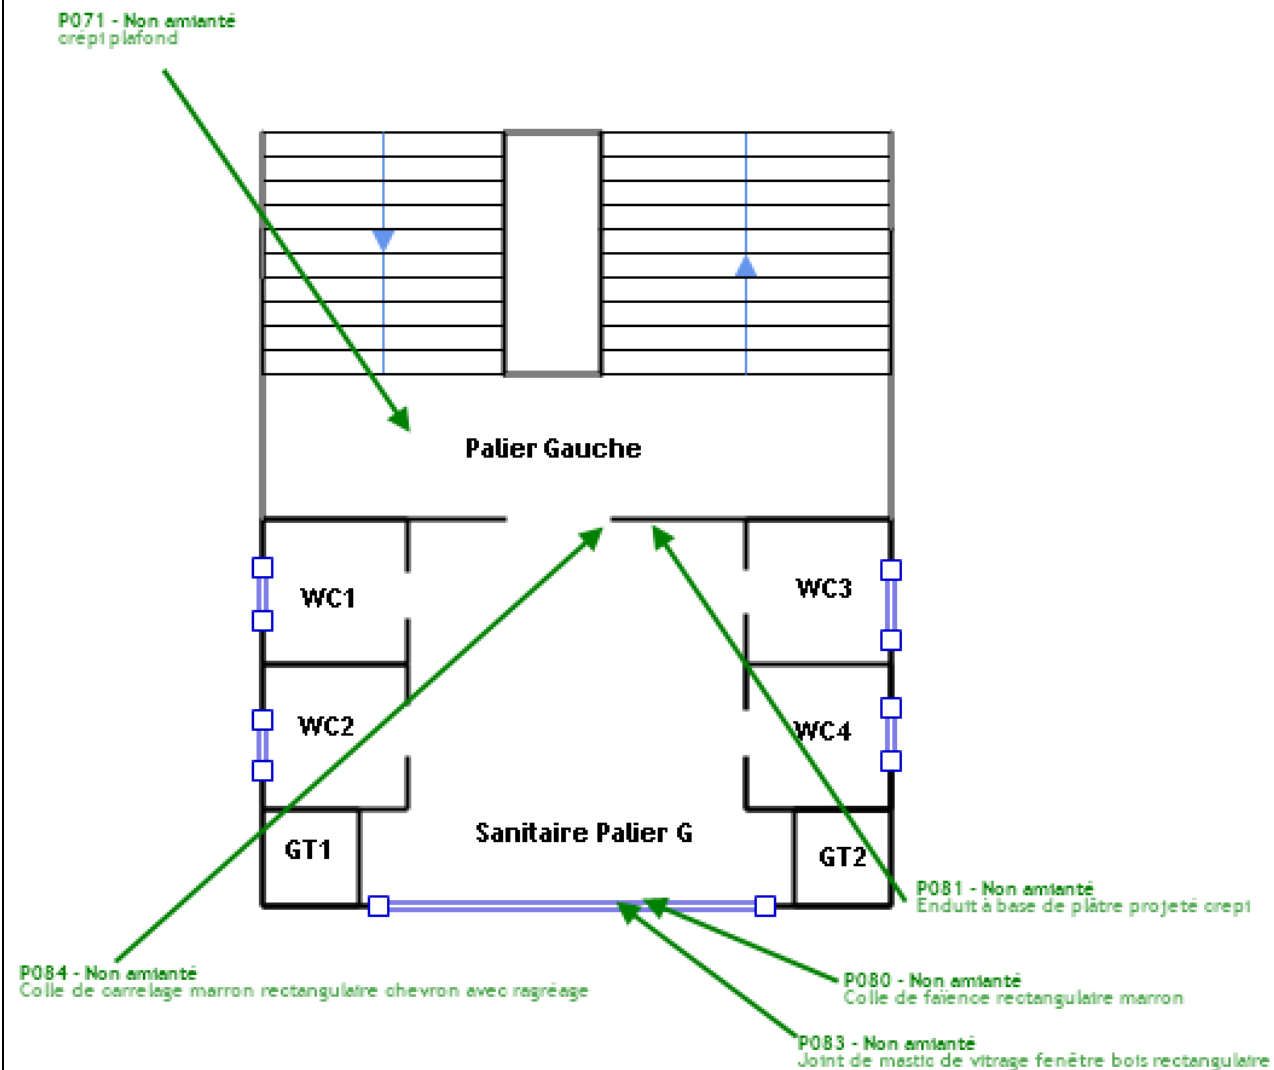 P071 - Non amianté
crépi plafond
Palier Gauche
WC1
WC3
WC2
WC4
Sanitaire Palier G
GT1
GT2
P081 - Non amianté
Enduit à base de plâtre projeté crepi
P084 - Non amianté
Colle de carrelage marron rectangulaire chevron avec ragréage
P080 - Non amianté
Colle de faïence rectangulaire marron
P083 - Non amianté
Joint de mastic de vitrage fenêtre bois rectangulaire